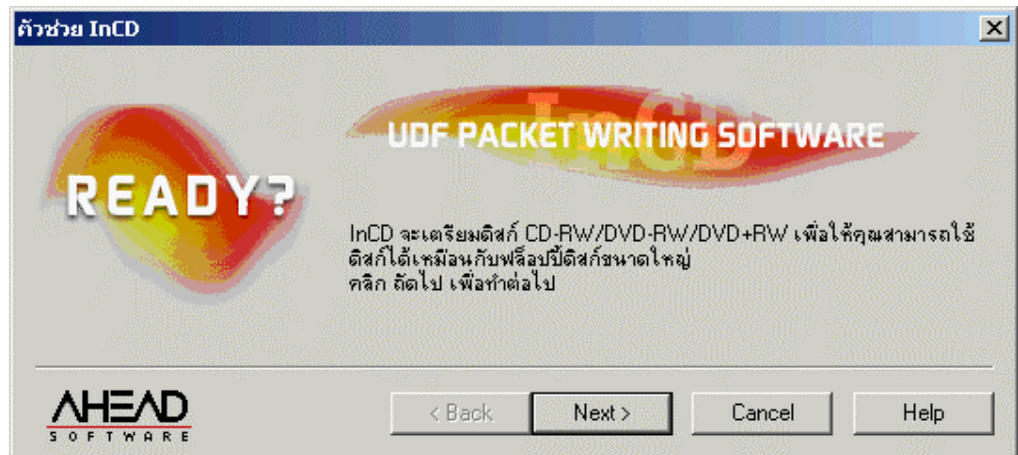 ตัวช่วย InCD
InCD
UDF PACKET WRITING SOFTWARE
READY?
InCD จะเตรียมดิสก์ CD-RW/DVD-RW/DVD+RW เพื่อให้คุณสามารถใช้
ดิสก์ได้เหมือนกับฟล็อปปี้ดิสก์ขนาดใหญ่
คลิก ถัดไป เพื่อทำต่อไป
AHEAD
SOFTWARE
< Back
Next >
Cancel
Help